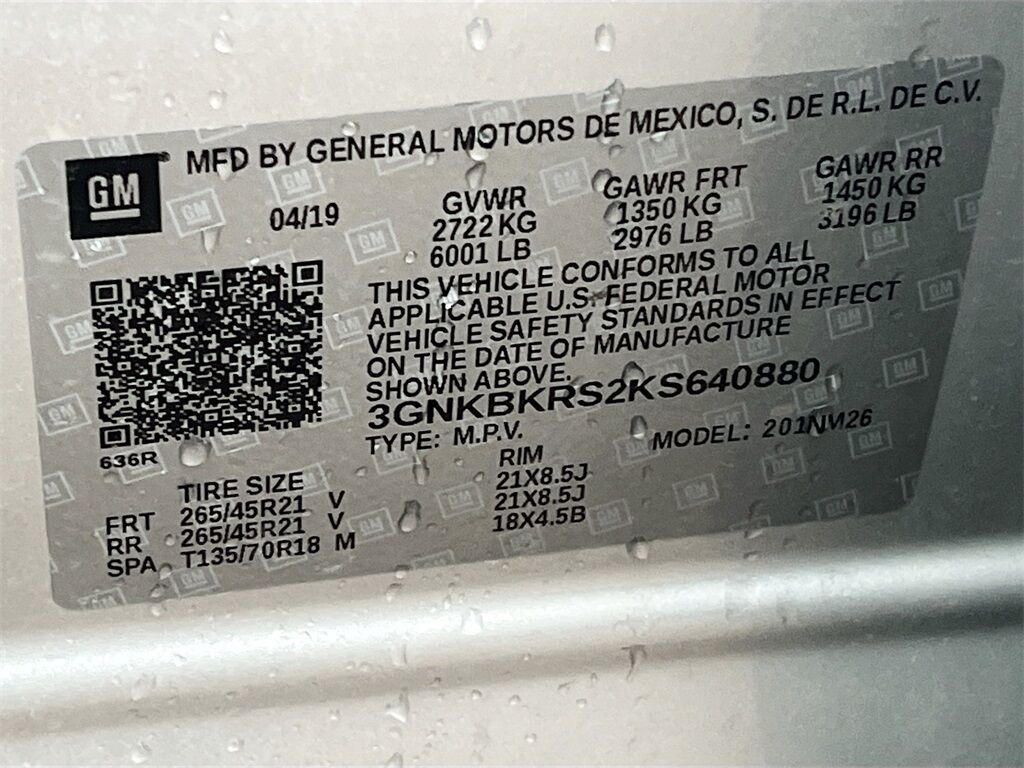 GM
MFD BY GENERAL MOTORS DE MEXICO, S. DE R.L. DE C.V.
04/19
GVWR
2722 KG
6001 LB
GAWR FRT
1350 KG
2976 LB
GAWR RR
1450 KG
3196 LB
THIS VEHICLE CONFORMS TO ALL
APPLICABLE U.S. FEDERAL MOTOR
VEHICLE SAFETY STANDARDS IN EFFECT
ON THE DATE OF MANUFACTURE
SHOWN ABOVE.
3GNKBKRS2KS640880
TYPE: M.P.V. MODEL: 201NM26
636R
TIRE SIZE RIM
FRT 265/45R21 V 21X8.5J
RR 265/45R21 V 21X8.5J
SPA T135/70R18 M 18X4.5B